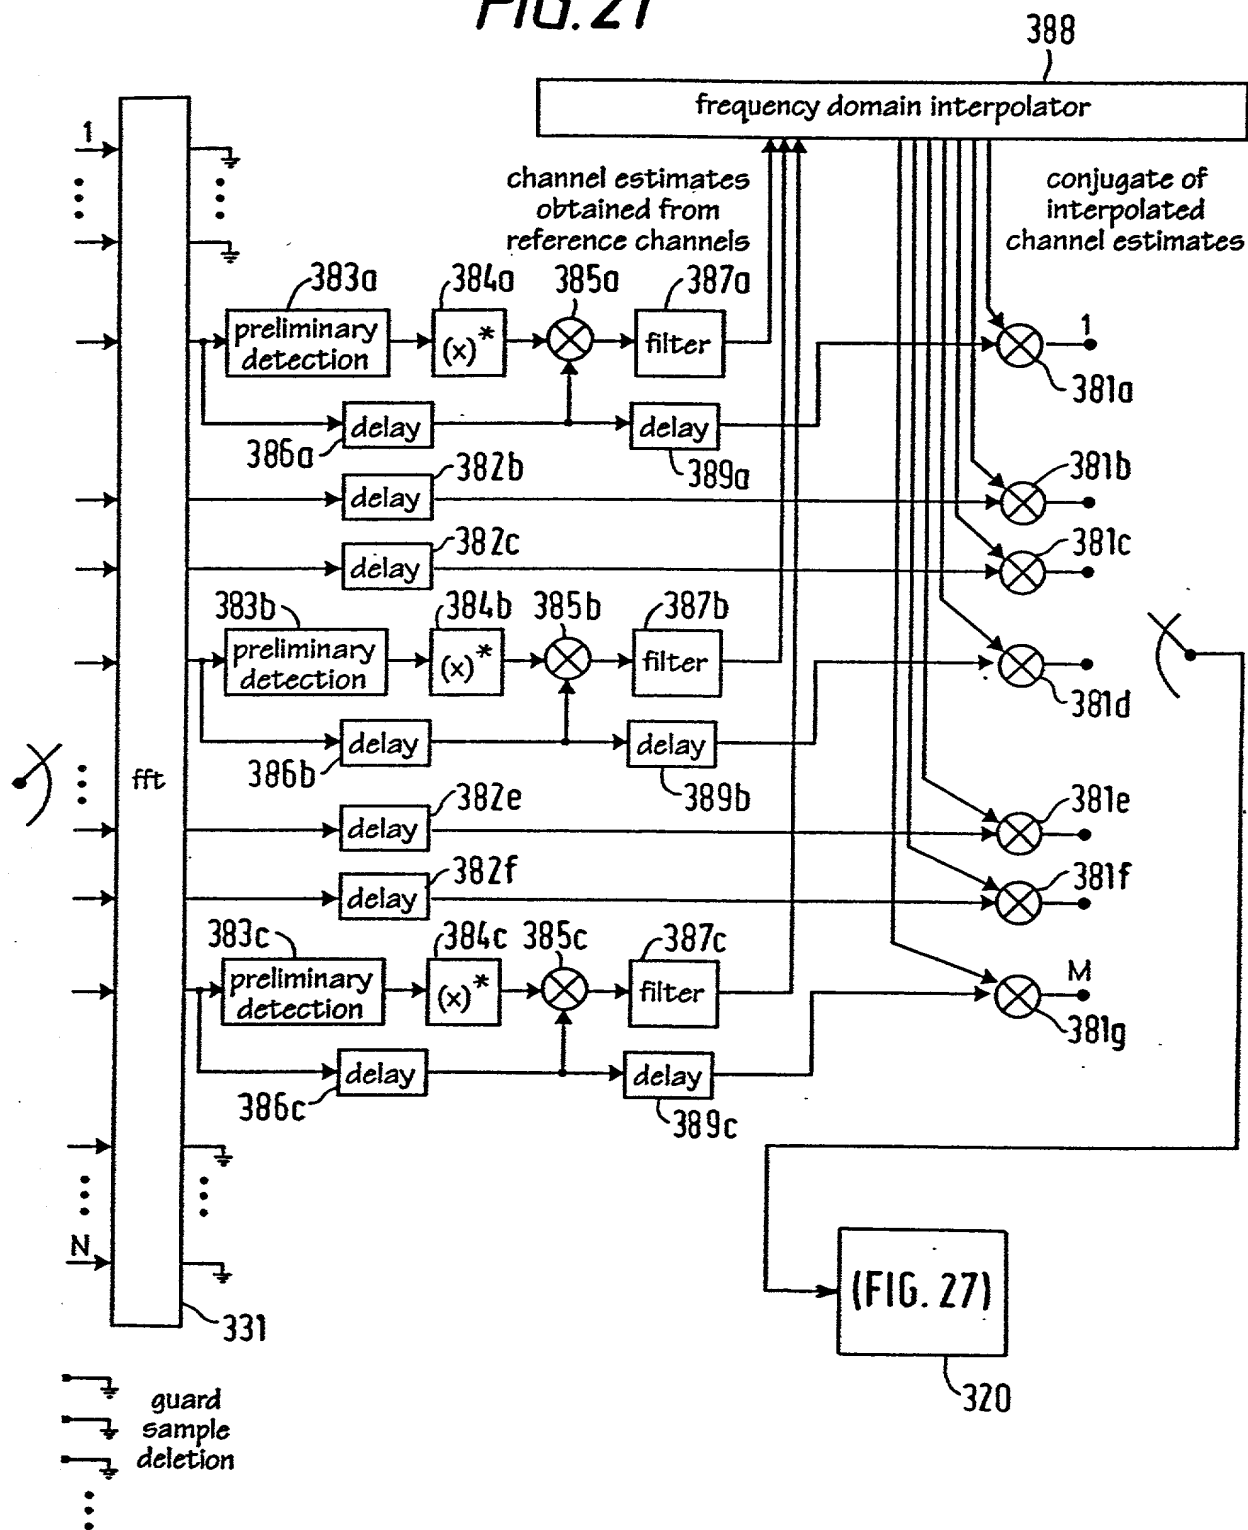 FIG. 21
388
frequency domain interpolator
1
channel estimates
obtained from
reference channels
conjugate of
interpolated
channel estimates
383a
384a
385a
387a
preliminary
detection
(x)*
filter
1
381a
delay
delay
386a
389a
382b
delay
381b
382c
delay
381c
383b
384b
385b
387b
preliminary
detection
(x)*
filter
381d
delay
delay
386b
389b
fft
382e
delay
381e
382f
delay
381f
383c
384c
385c
387c
preliminary
detection
(x)*
filter
M
381g
delay
delay
386c
389c
N
(FIG. 27)
331
320
guard
sample
deletion